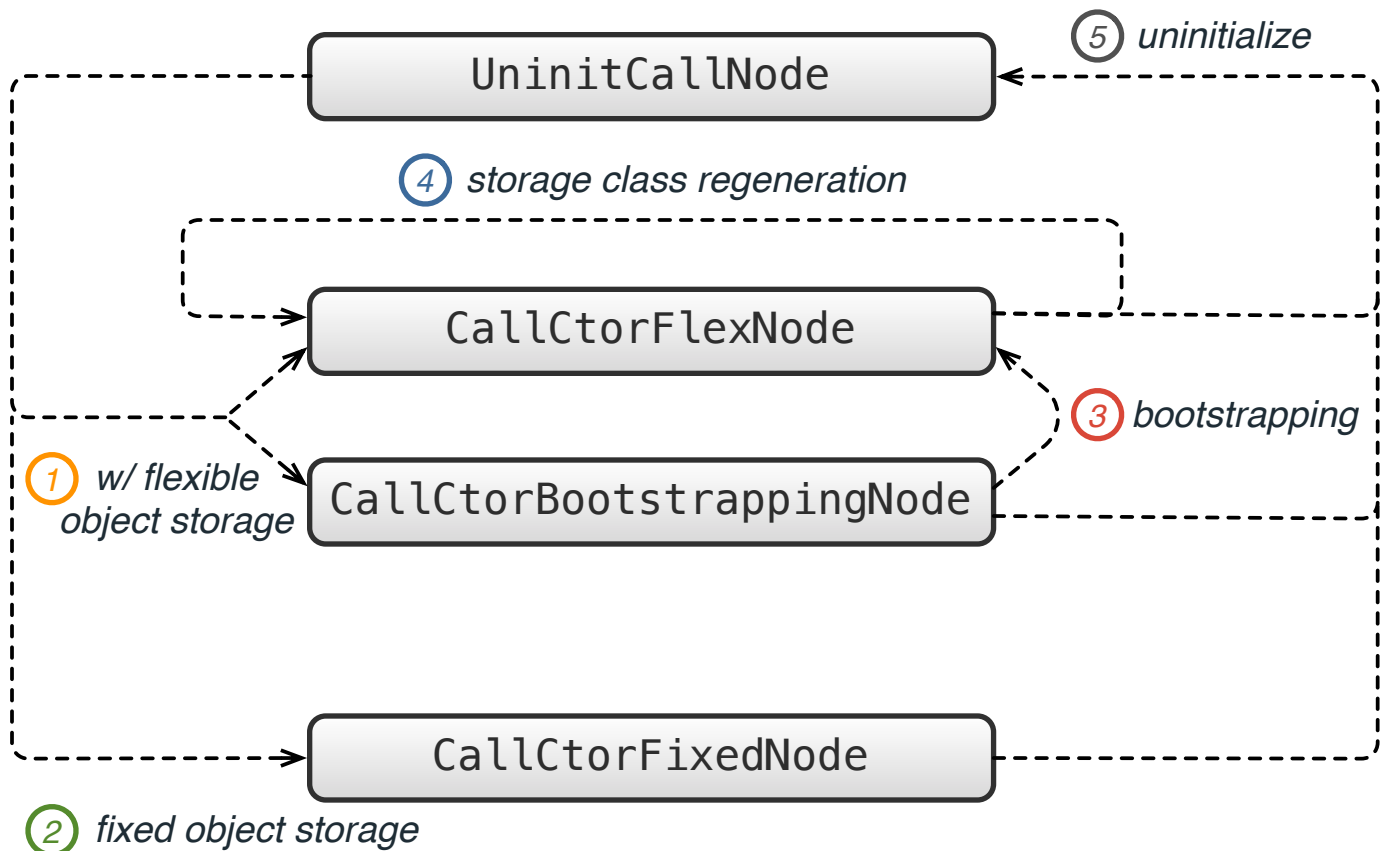 5 uninitialize
UninitCallNode
4 storage class regeneration
CallCtorFlexNode
3 bootstrapping
1 w/ flexible
object storage
CallCtorBootstrappingNode
CallCtorFixedNode
2 fixed object storage